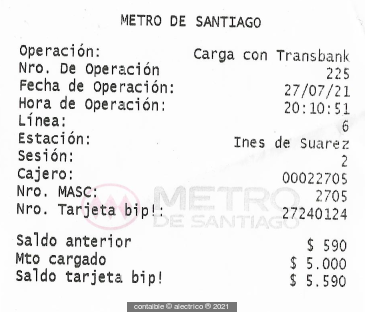 METRO DE SANTIAGO
Operación: Carga con Transbank
Nro. De Operación 225
Fecha de Operación: 27/07/21
Hora de Operación: 20:10:51
Línea: 6
Estación: Ines de Suarez
Sesión: 2
Cajero: 00022705
Nro. MASC: 2705
Nro. Tarjeta bip!: 27240124
METRO
DE SANTIAGO
Saldo anterior $ 590
Mto cargado $ 5.000
Saldo tarjeta bip! $ 5.590
contaible © alectrico ® 2021